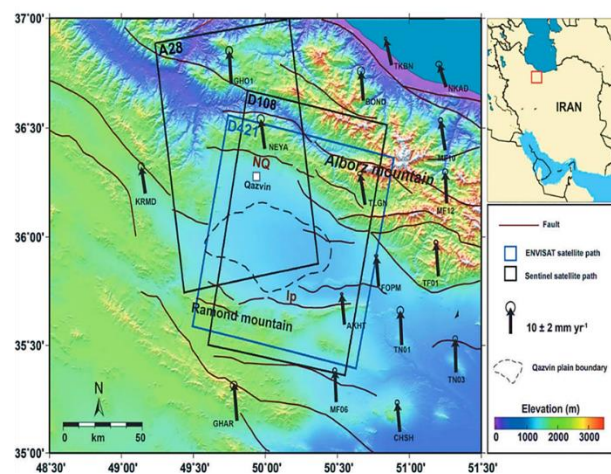 37°00'
36°30'
36°00'
35°30'
35°00'
48°30'
49°00'
49°30'
50°00'
50°30'
51°00'
51°3
A28
D108
D421
GHO1
TKBN
NKAD
BOND
NEYA
Alborz mountain
MF10
NQ
Qazvin
TLGN
ME12
KRMD
TF01
FOPM
Ip
AKHT
Ramond mountain
TN01
TN03
MF06
GHAR
CHSH
N
0 km 50
IRAN
Fault
ENVISAT satellite path
Sentinel satellite path
10 ± 2 mm yr⁻¹
Qazvin plain boundary
Elevation (m)
0 1000 2000 3000